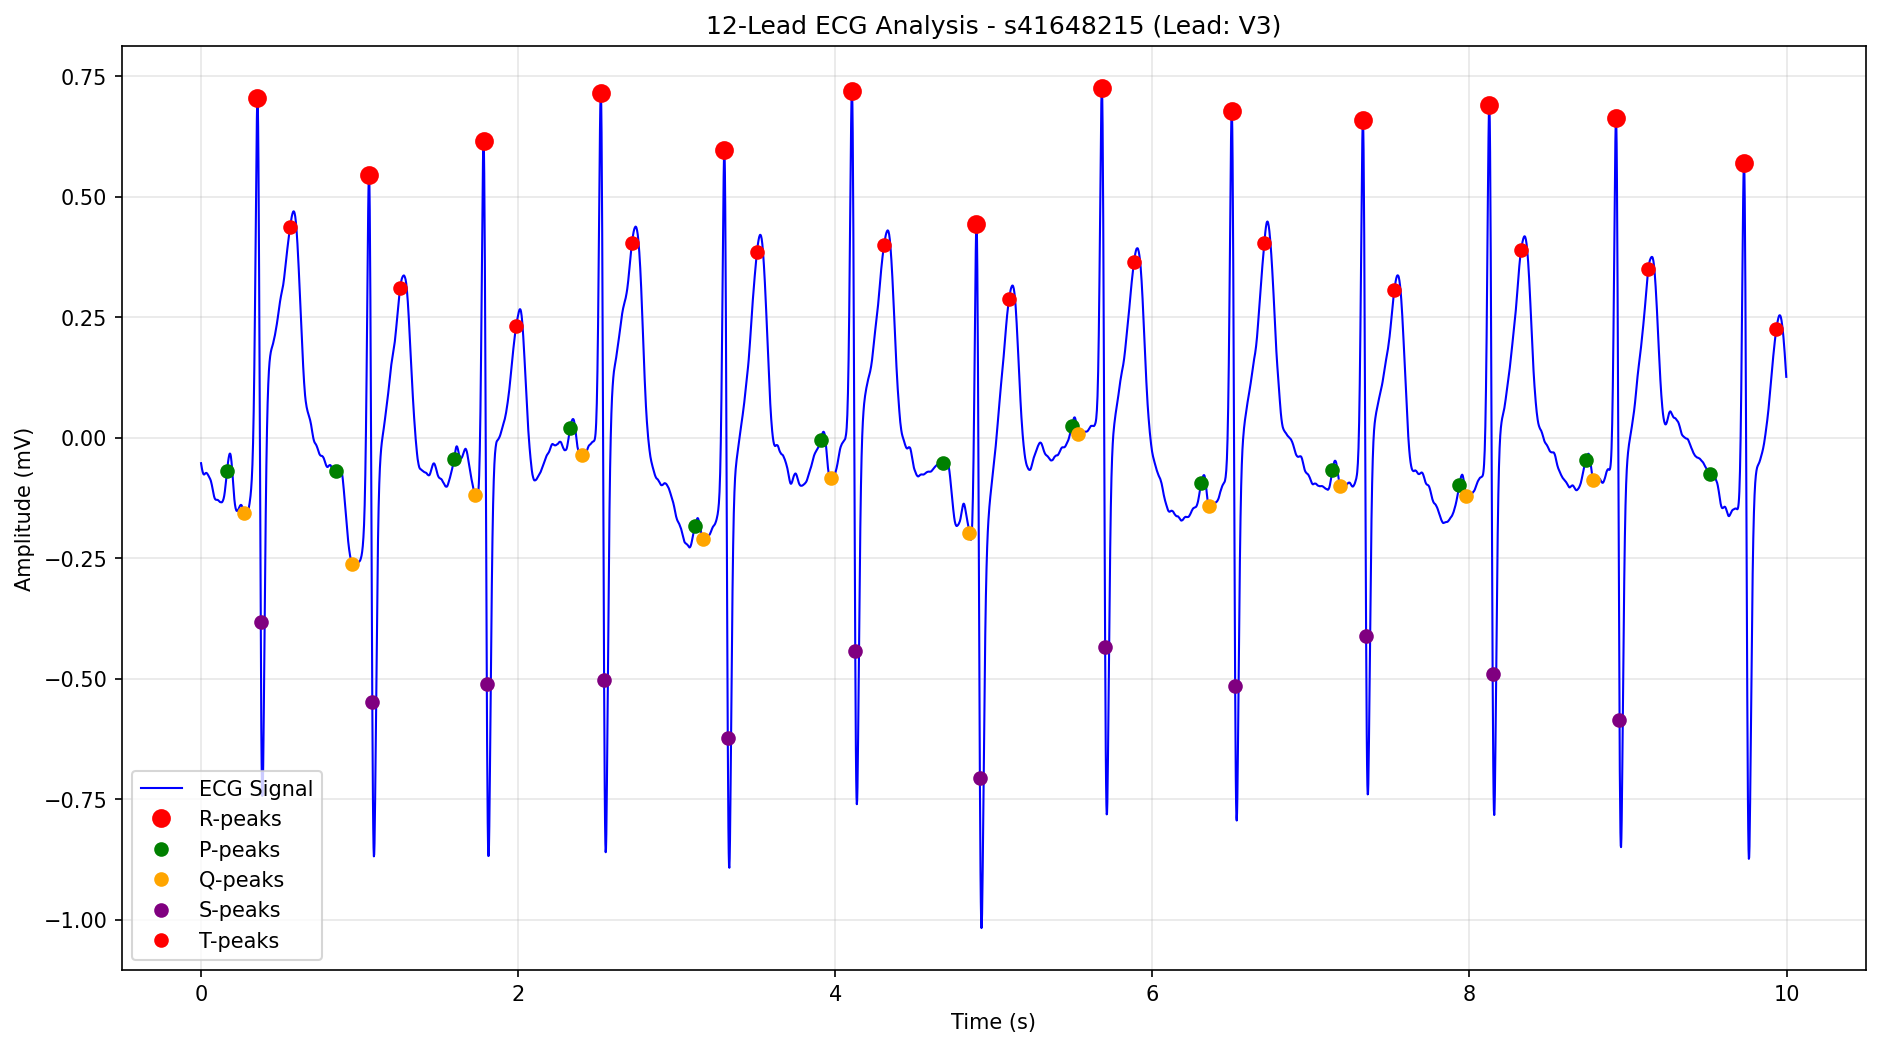 12-Lead ECG Analysis - s41648215 (Lead: V3)
Amplitude (mV)
0.75
0.50
0.25
0.00
−0.25
−0.50
−0.75
−1.00
ECG Signal
R-peaks
P-peaks
Q-peaks
S-peaks
T-peaks
0 2 4 6 8 10
Time (s)